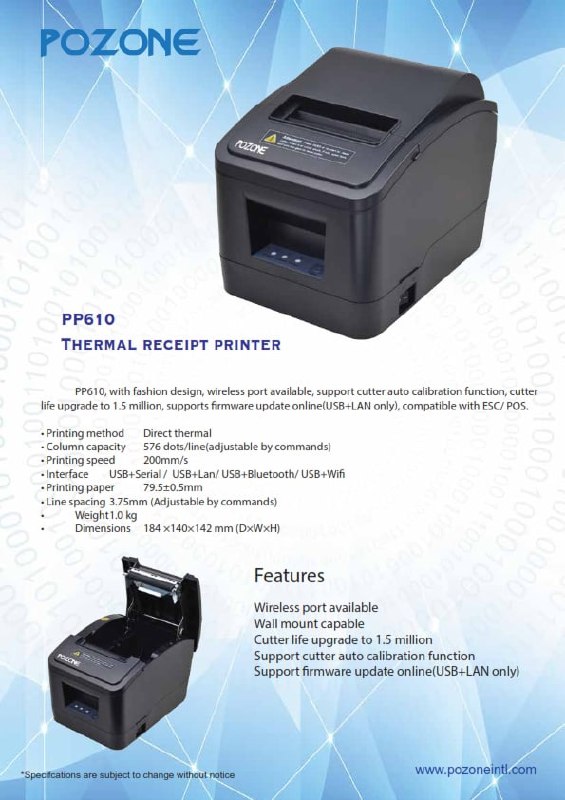 POZONE
POZONE
PP610
THERMAL RECEIPT PRINTER
PP610, with fashion design, wireless port available, support cutter auto calibration function, cutter
life upgrade to 1.5 million, supports firmware update online(USB+LAN only), compatible with ESC/ POS.
• Printing method Direct thermal
• Column capacity 576 dots/line(adjustable by commands)
• Printing speed 200mm/s
• Interface USB+Serial / USB+Lan/ USB+Bluetooth/ USB+Wifi
• Printing paper 79.5±0.5mm
• Line spacing 3.75mm (Adjustable by commands)
• Weight1.0 kg
• Dimensions 184×140×142 mm (D×W×H)
Features
Wireless port available
Wall mount capable
Cutter life upgrade to 1.5 million
Support cutter auto calibration function
Support firmware update online(USB+LAN only)
POZONE
*Specifcations are subject to change without notice
www.pozoneintl.com